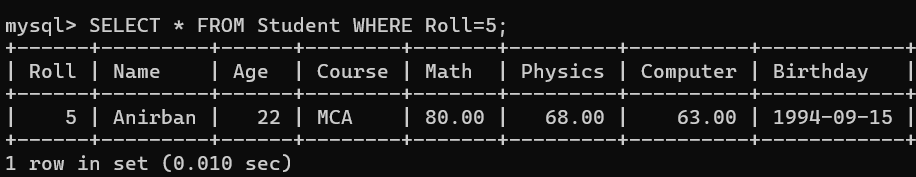 mysql> SELECT * FROM Student WHERE Roll=5;
+------+---------+------+--------+-------+---------+----------+------------+
| Roll | Name    | Age  | Course | Math  | Physics | Computer | Birthday   |
+------+---------+------+--------+-------+---------+----------+------------+
|    5 | Anirban |   22 | MCA    | 80.00 |   68.00 |    63.00 | 1994-09-15 |
+------+---------+------+--------+-------+---------+----------+------------+
1 row in set (0.010 sec)